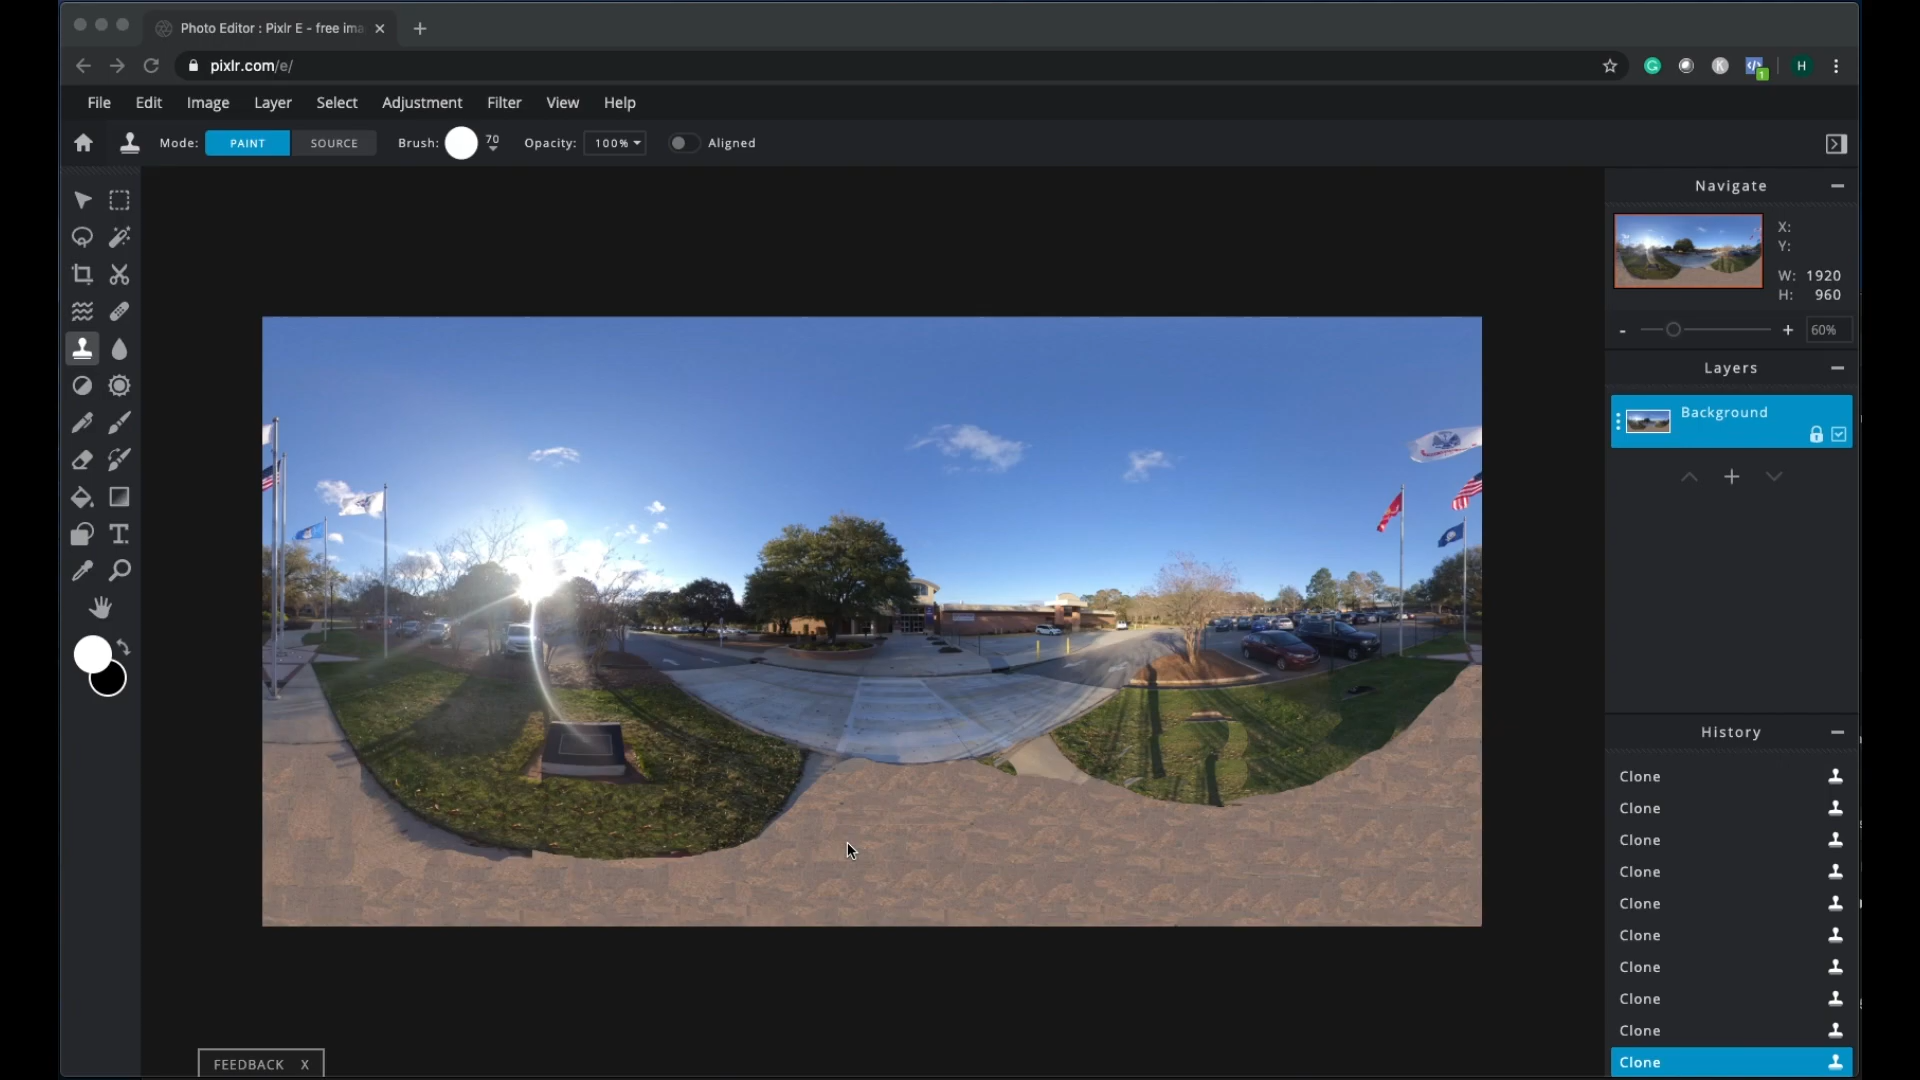 Photo Editor : Pixlr E - free ima
pixlr.com/e/
H
1
File Edit Image Layer Select Adjustment Filter View Help
Mode: PAINT SOURCE Brush: 70 Opacity: 100% Aligned
Navigate
X:
Y:
W: 1920
H: 960
- + 60%
Layers
Background
History
Clone
Clone
Clone
Clone
Clone
Clone
Clone
Clone
Clone
Clone
FEEDBACK X